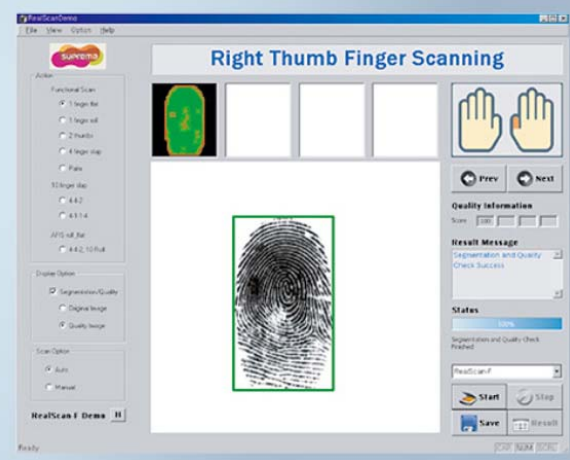 RealScanDemo
File View Option Help
suprema
Right Thumb Finger Scanning
Action
Functional Scan
1 finger flat
1 finger roll
2 thumbs
4 finger slap
Palm
10 finger slap
4-4-2
4-1-1-4
AFIS roll_flat
4-4-2, 10 Roll
Display Option
Segmentation/Quality
Original Image
Quality Image
Scan Option
Auto
Manual
RealScan-F Demo
Prev Next
Quality Information
Score 100
Result Message
Segmentation and Quality
Check Success
Status
100%
Segmentation and Quality Check
Finished
RealScan-F
Start Stop
Save Result
Ready
CAP NUM SCRL